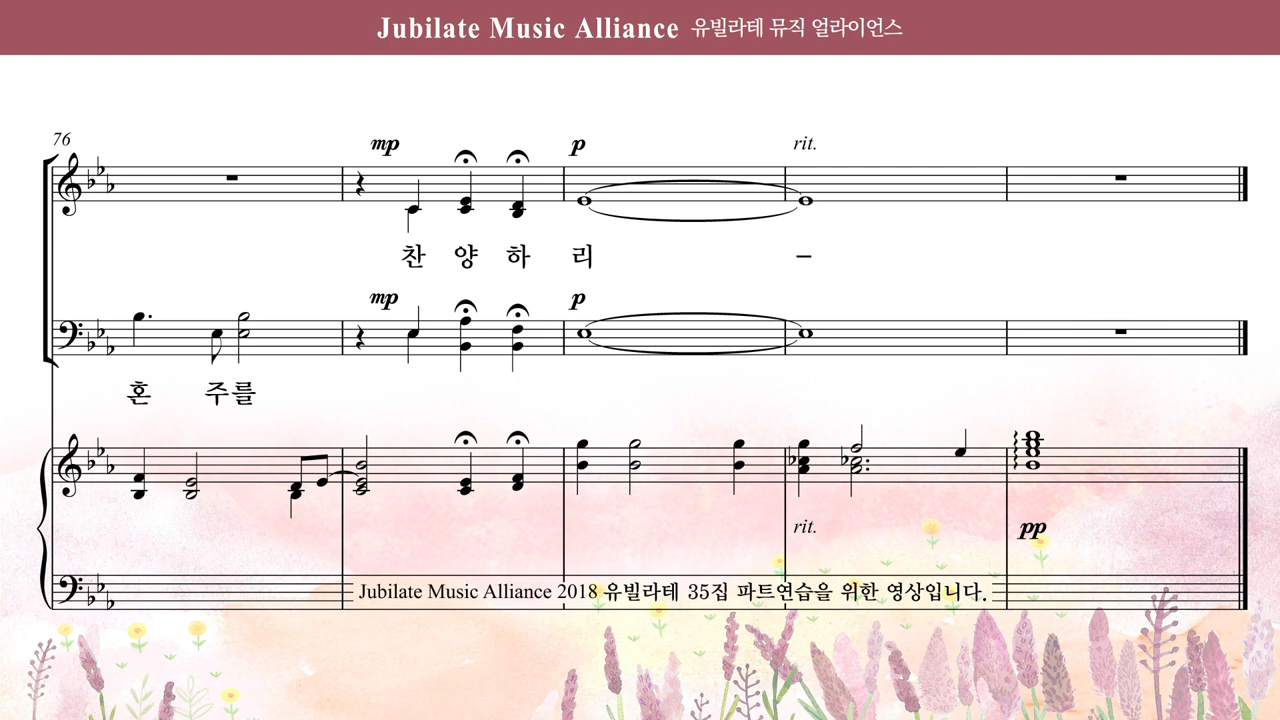 Jubilate Music Alliance 유빌라테 뮤직 얼라이언스
76
mp p rit.
찬 양 하 리 –
mp p
혼 주를
rit. pp
Jubilate Music Alliance 2018 유빌라테 35집 파트연습을 위한 영상입니다.